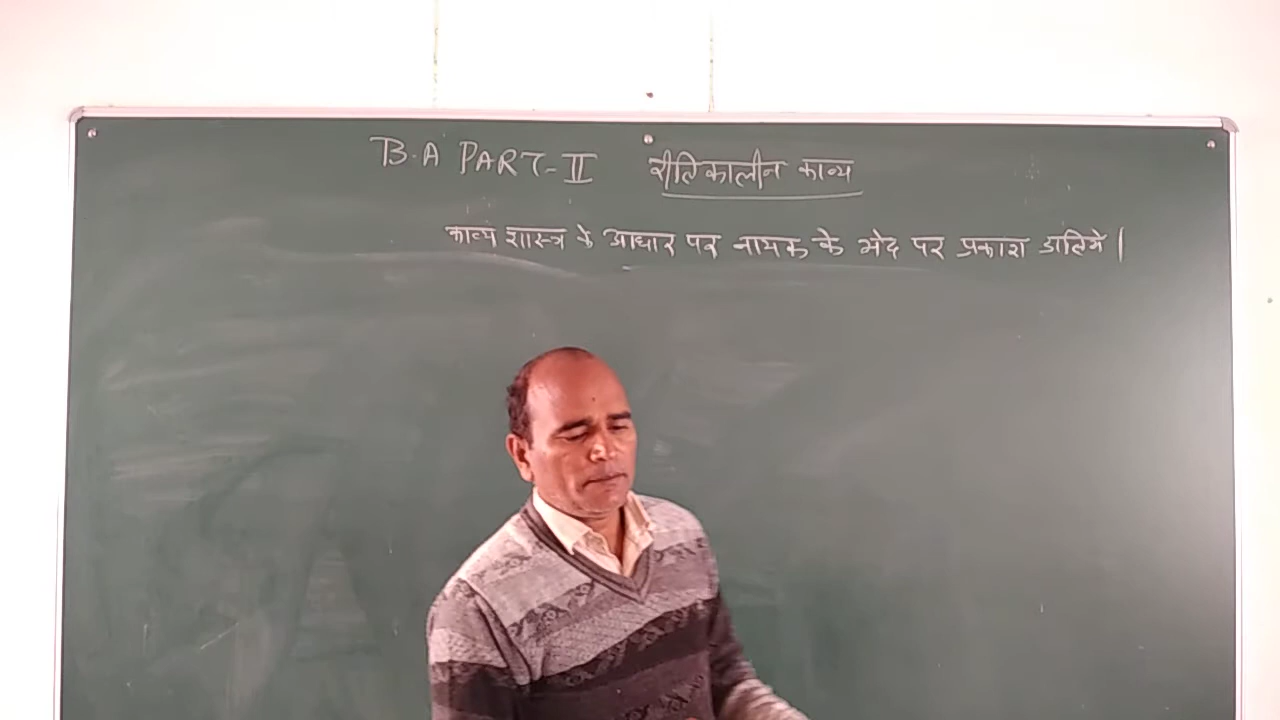 B.A PART-II रीतिकालीन काव्य
काव्य शास्त्र के आधार पर नायक के भेद पर प्रकाश डालिये।